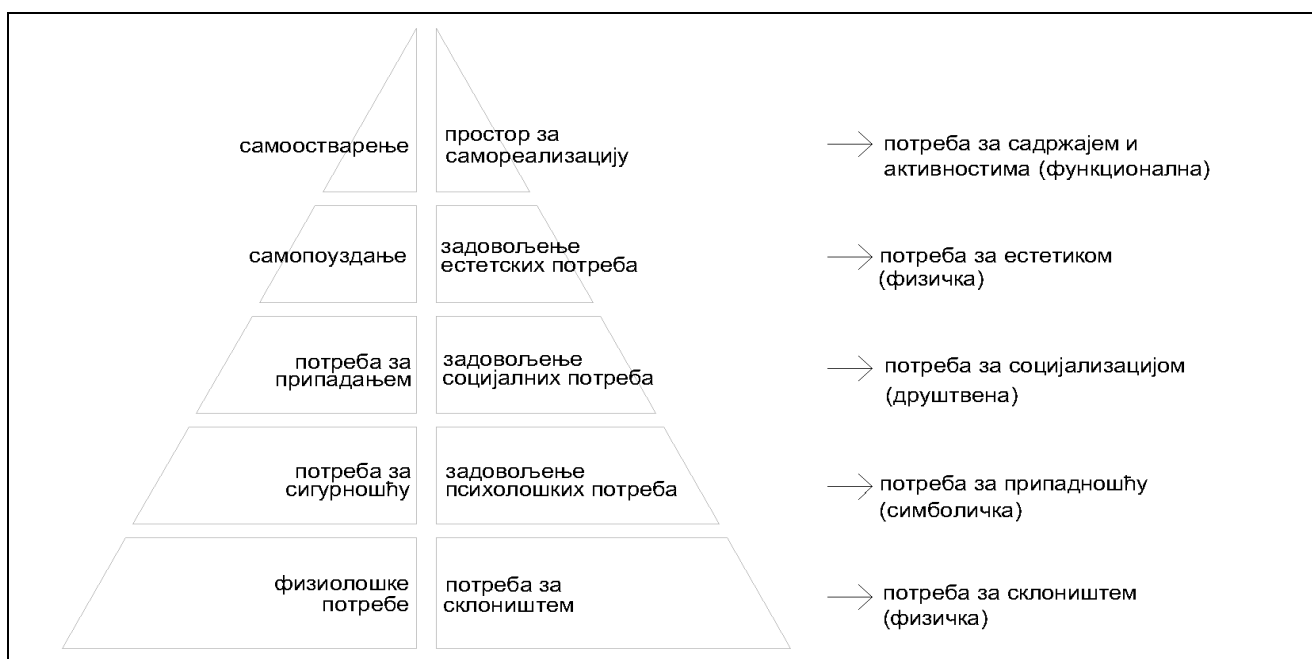 самоостварење
простор за
самореализацију
потреба за садржајем и
активностима (функционална)
самопоуздање
задовољење
естетских потреба
потреба за естетиком
(физичка)
потреба за
припадањем
задовољење
социјалних потреба
потреба за социјализацијом
(друштвена)
потреба за
сигурношћу
задовољење
психолошких потреба
потреба за припадношћу
(симболичка)
физиолошке
потребе
потреба за
склоништем
потреба за склоништем
(физичка)